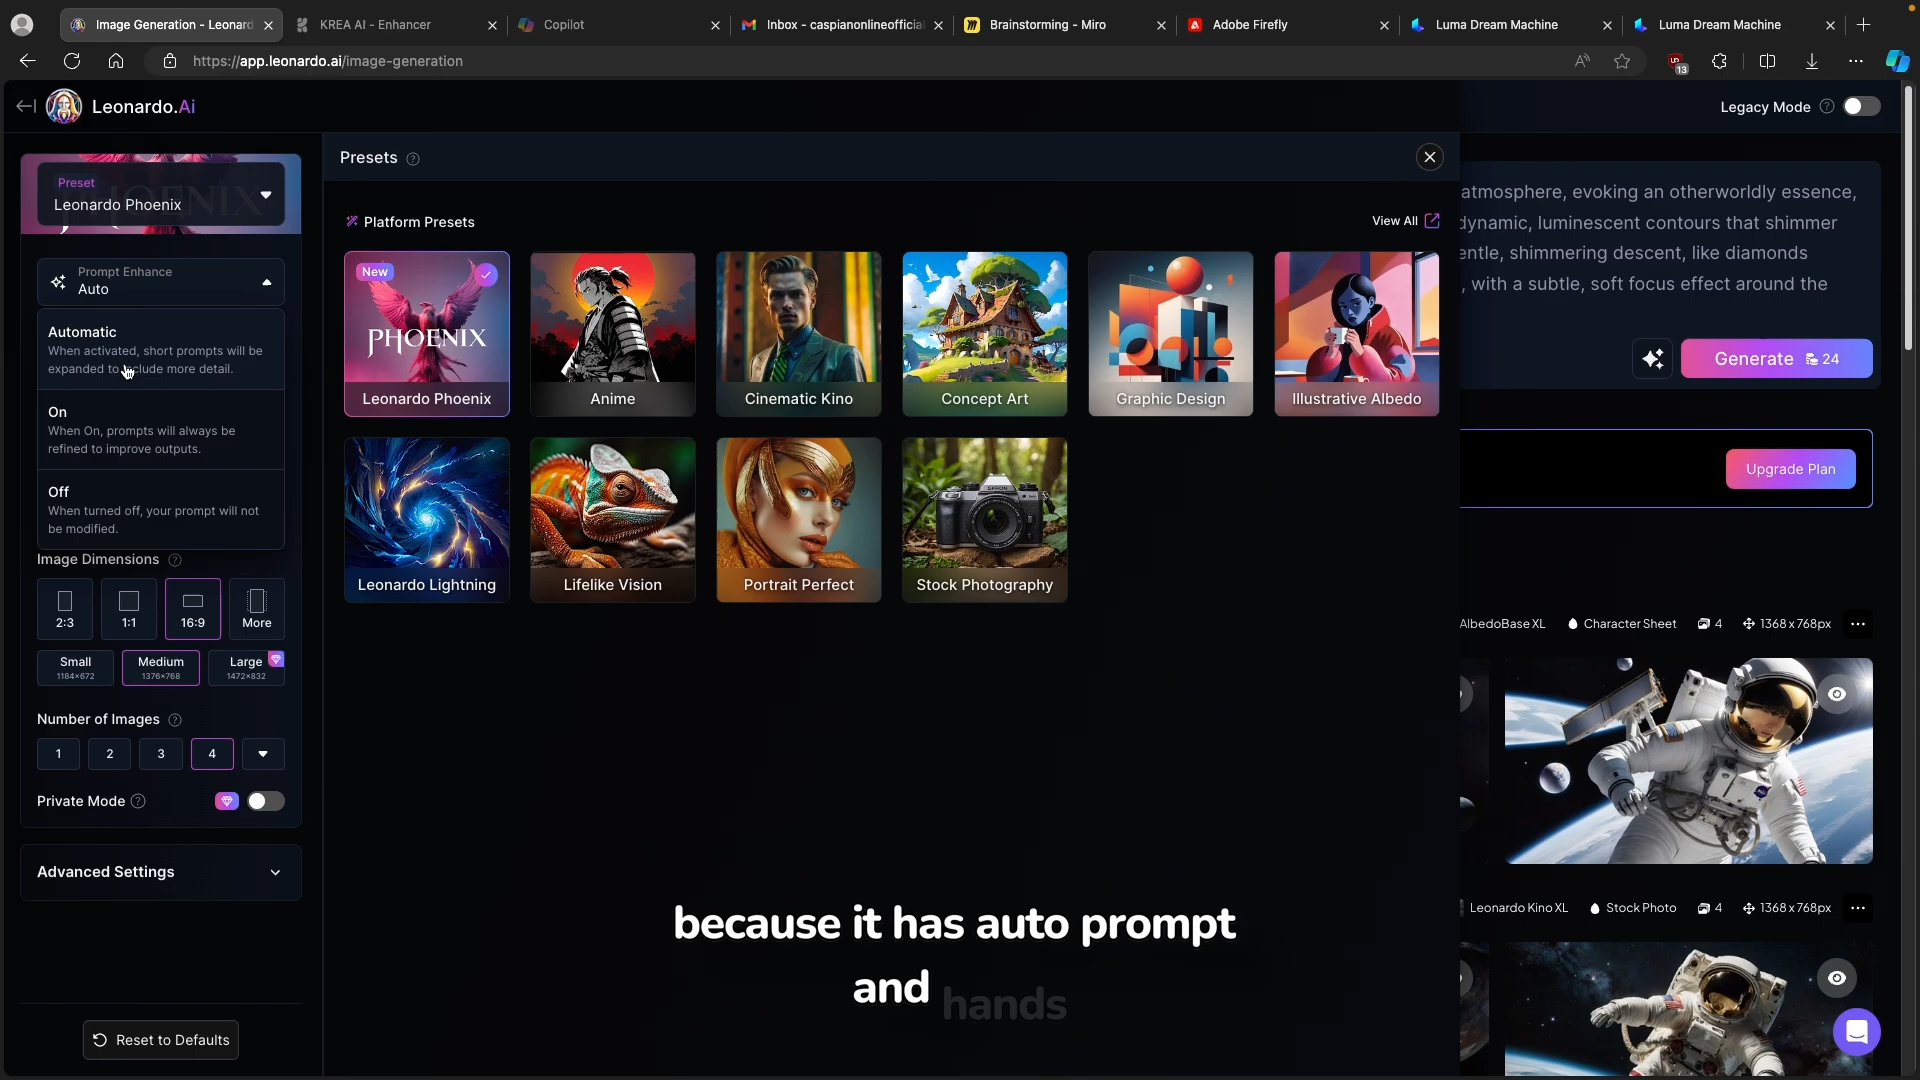 Image Generation - Leonard
KREA AI - Enhancer
Copilot
Inbox - caspianonlineofficia
Brainstorming - Miro
Adobe Firefly
Luma Dream Machine
Luma Dream Machine
https://app.leonardo.ai/image-generation
13
Leonardo.Ai
Legacy Mode
Preset
Leonardo Phoenix
Presets
atmosphere, evoking an otherworldly essence,
dynamic, luminescent contours that shimmer
entle, shimmering descent, like diamonds
, with a subtle, soft focus effect around the
Platform Presets
View All
Prompt Enhance
Auto
Automatic
When activated, short prompts will be
expanded to include more detail.
On
When On, prompts will always be
refined to improve outputs.
Off
When turned off, your prompt will not
be modified.
New
PHOENIX
Leonardo Phoenix
Anime
Cinematic Kino
Concept Art
Graphic Design
Illustrative Albedo
Generate 24
Upgrade Plan
Leonardo Lightning
Lifelike Vision
Portrait Perfect
Stock Photography
Image Dimensions
2:3
1:1
16:9
More
Small
1184×672
Medium
1376×768
Large
1472×832
AlbedoBase XL
Character Sheet
4
1368 x 768px
Number of Images
1
2
3
4
Private Mode
Advanced Settings
Leonardo Kino XL
Stock Photo
4
1368 x 768px
because it has auto prompt
and hands
Reset to Defaults